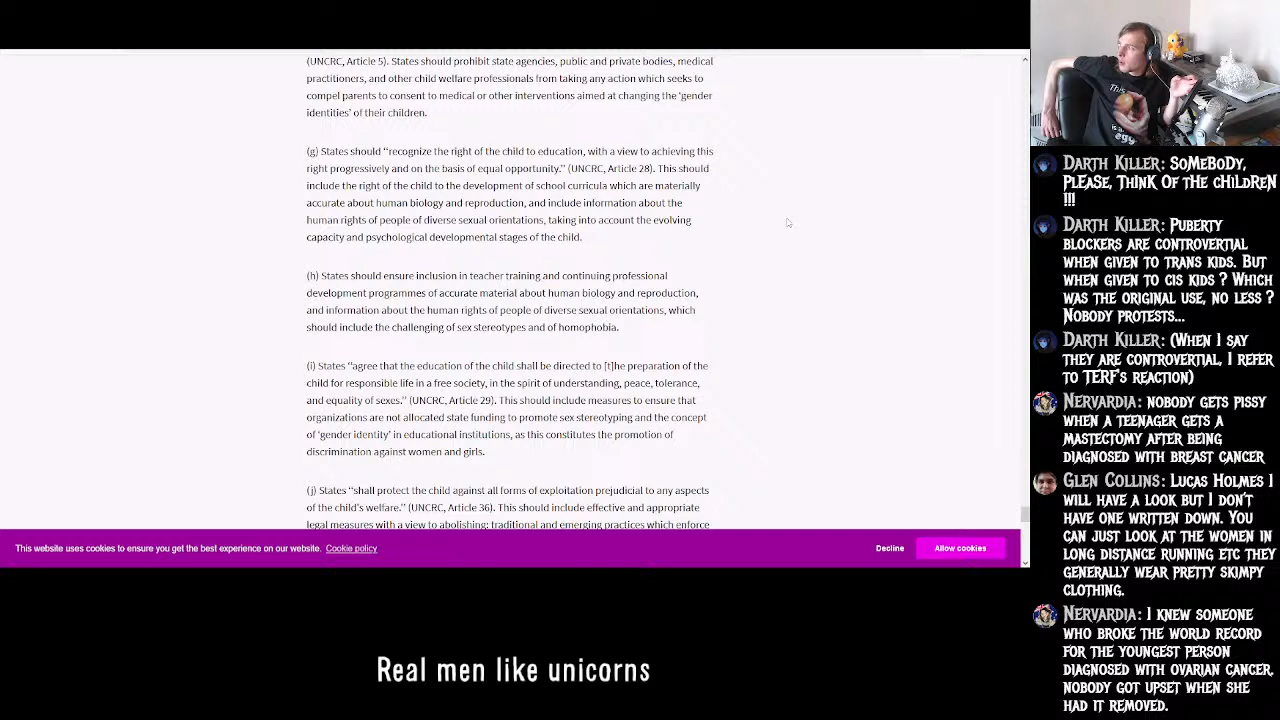 (UNCRC, Article 5). States should prohibit state agencies, public and private bodies, medical
practitioners, and other child welfare professionals from taking any action which seeks to
compel parents to consent to medical or other interventions aimed at changing the ‘gender
identities’ of their children.
(g) States should “recognize the right of the child to education, with a view to achieving this
right progressively and on the basis of equal opportunity.” (UNCRC, Article 28). This should
include the right of the child to the development of school curricula which are materially
accurate about human biology and reproduction, and include information about the
human rights of people of diverse sexual orientations, taking into account the evolving
capacity and psychological developmental stages of the child.
(h) States should ensure inclusion in teacher training and continuing professional
development programmes of accurate material about human biology and reproduction,
and information about the human rights of people of diverse sexual orientations, which
should include the challenging of sex stereotypes and of homophobia.
(i) States “agree that the education of the child shall be directed to [t]he preparation of the
child for responsible life in a free society, in the spirit of understanding, peace, tolerance,
and equality of sexes.” (UNCRC, Article 29). This should include measures to ensure that
organizations are not allocated state funding to promote sex stereotyping and the concept
of ‘gender identity’ in educational institutions, as this constitutes the promotion of
discrimination against women and girls.
(j) States “shall protect the child against all forms of exploitation prejudicial to any aspects
of the child’s welfare.” (UNCRC, Article 36). This should include effective and appropriate
legal measures with a view to abolishing: traditional and emerging practices which enforce
This website uses cookies to ensure you get the best experience on our website. Cookie policy
Decline
Allow cookies
Real men like unicorns
This
is
egg
Darth Killer: SoMeBoDy,
PlEaSe, ThiNk Of tHe cHiLdReN
!!!
Darth Killer: Puberty
blockers are controvertial
when given to trans kids. But
when given to cis kids ? Which
was the original use, no less ?
Nobody protests...
Darth Killer: (When I say
they are controvertial, I refer
to TERF's reaction)
Nervardia: nobody gets pissy
when a teenager gets a
mastectomy after being
diagnosed with breast cancer
Glen Collins: Lucas Holmes I
will have a look but I don't
have one written down. You
can just look at the women in
long distance running etc they
generally wear pretty skimpy
clothing.
Nervardia: I knew someone
who broke the world record
for the youngest person
diagnosed with ovarian cancer,
nobody got upset when she
had it removed.